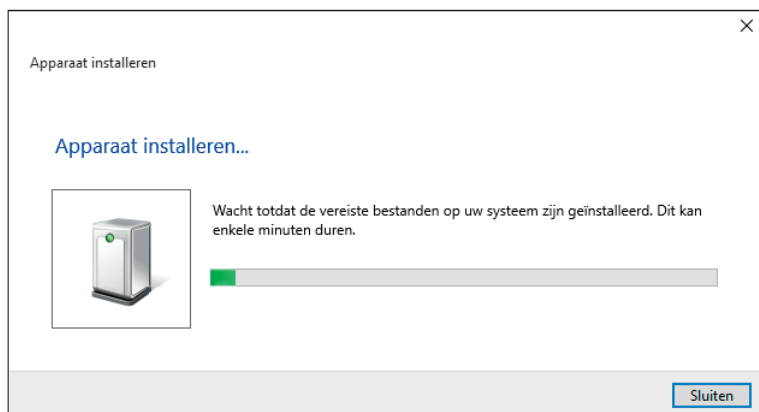 Apparaat installeren
Apparaat installeren...
Wacht totdat de vereiste bestanden op uw systeem zijn geïnstalleerd. Dit kan
enkele minuten duren.
Sluiten